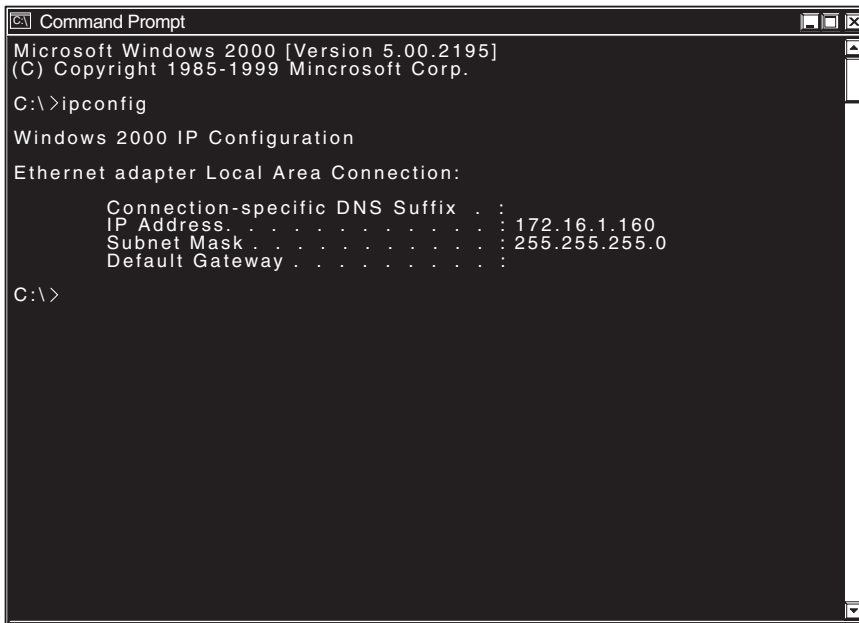 C:\ Command Prompt
Microsoft Windows 2000 [Version 5.00.2195]
(C) Copyright 1985-1999 Mincrosoft Corp.
C:\>ipconfig
Windows 2000 IP Configuration
Ethernet adapter Local Area Connection:
Connection-specific DNS Suffix . :
IP Address. . . . . . . . . . . . : 172.16.1.160
Subnet Mask . . . . . . . . . . . : 255.255.255.0
Default Gateway . . . . . . . . . :
C:\>